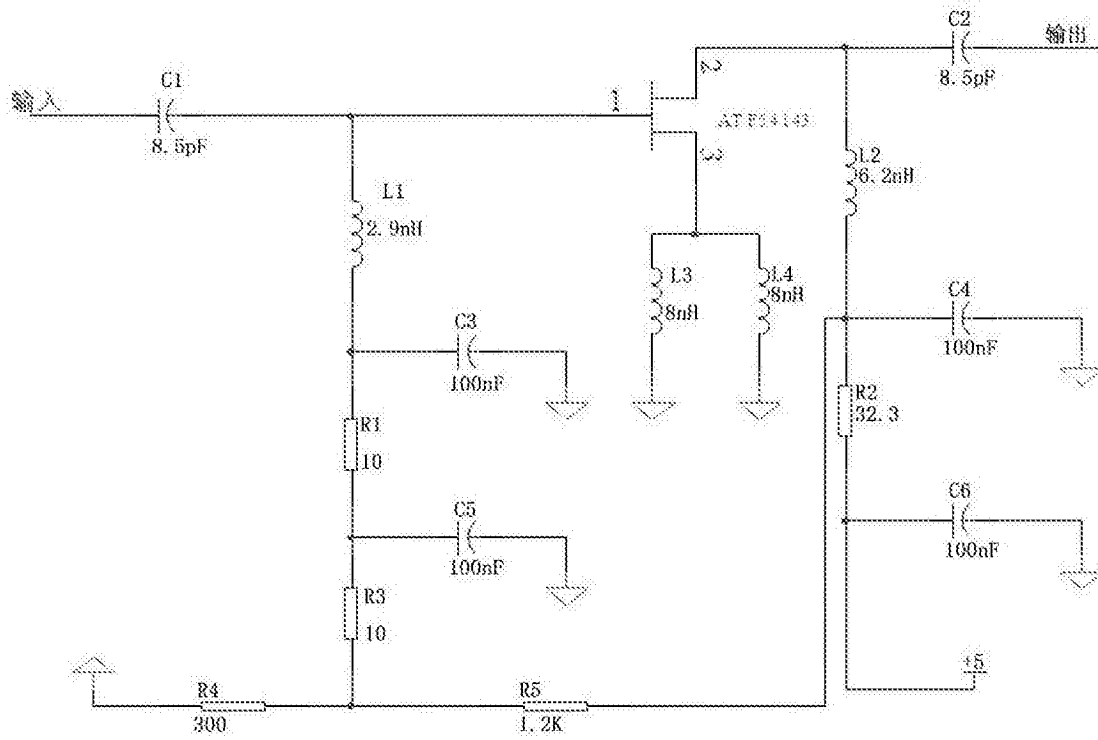 C2
输出
8.5pF
C1
输入
8.5pF
1
2
3
ATF54143
L2
6.2nH
L1
2.9nH
L3
8nH
L4
8nH
C4
100nF
C3
100nF
R2
32.3
R1
10
C6
100nF
C5
100nF
R3
10
+5
R4
300
R5
1.2K